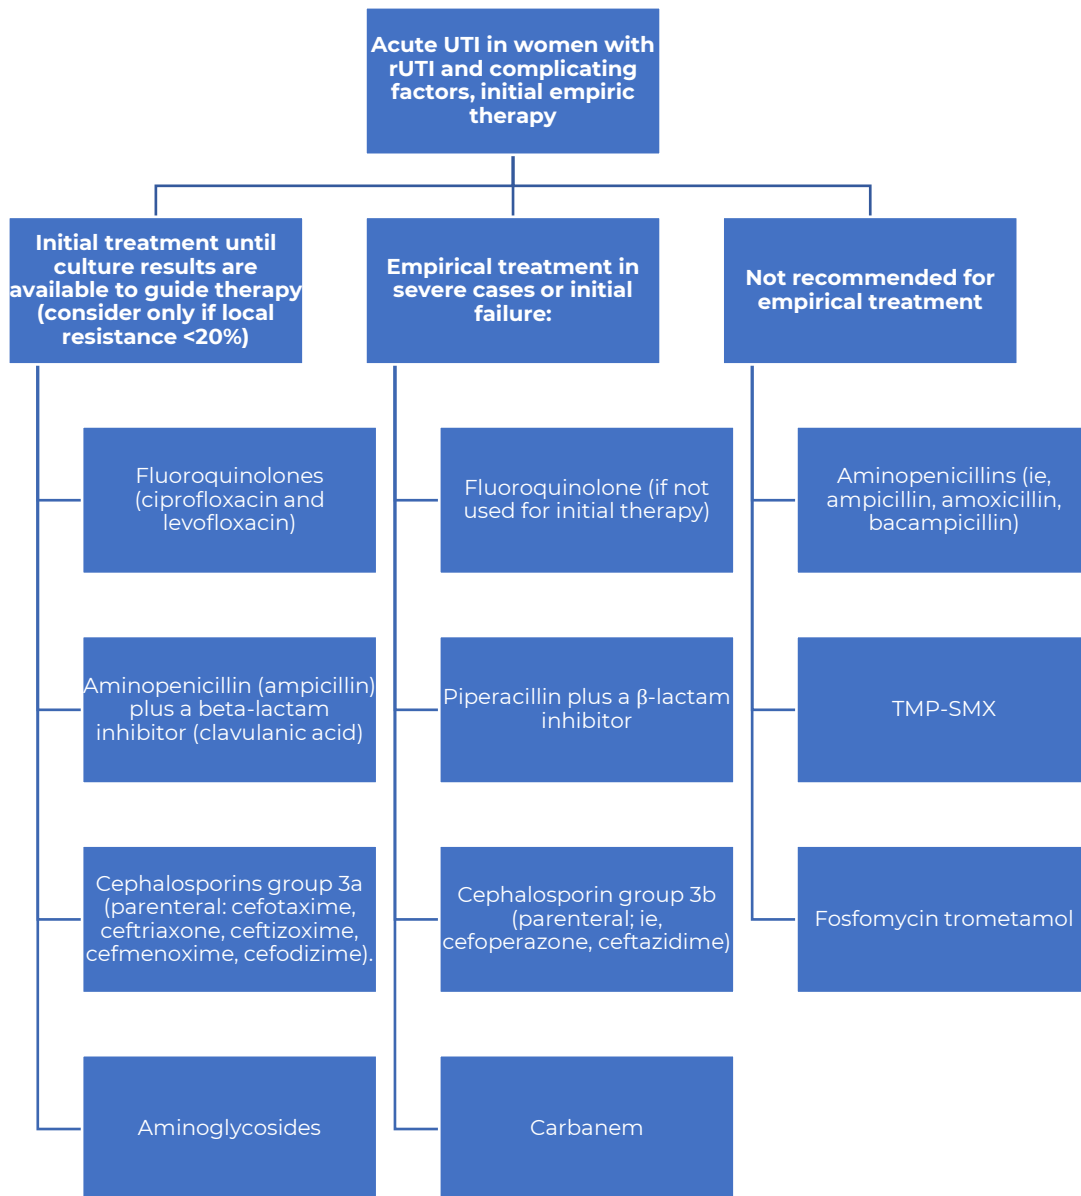 Acute UTI in women with
rUTI and complicating
factors, initial empiric
therapy
Initial treatment until
culture results are
available to guide therapy
(consider only if local
resistance <20%)
Fluoroquinolones
(ciprofloxacin and
levofloxacin)
Aminopenicillin (ampicillin)
plus a beta-lactam
inhibitor (clavulanic acid)
Cephalosporins group 3a
(parenteral: cefotaxime,
ceftriaxone, ceftizoxime,
cefmenoxime, cefodizime).
Aminoglycosides
Empirical treatment in
severe cases or initial
failure:
Fluoroquinolone (if not
used for initial therapy)
Piperacillin plus a β-lactam
inhibitor
Cephalosporin group 3b
(parenteral; ie,
cefoperazone, ceftazidime)
Carbanem
Not recommended for
empirical treatment
Aminopenicillins (ie,
ampicillin, amoxicillin,
bacampicillin)
TMP-SMX
Fosfomycin trometamol